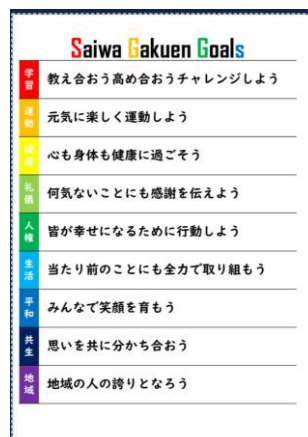 Saiwa Gakuen Goals
学習 教え合おう高め合おうチャレンジしよう
運動 元気に楽しく運動しよう
健康 心も身体も健康に過ごそう
礼儀 何気ないことにも感謝を伝えよう
人権 皆が幸せになるために行動しよう
生活 当たり前のことにも全力で取り組もう
平和 みんなで笑顔を育もう
共生 思いを共に分かち合おう
地域 地域の人の誇りとなろう